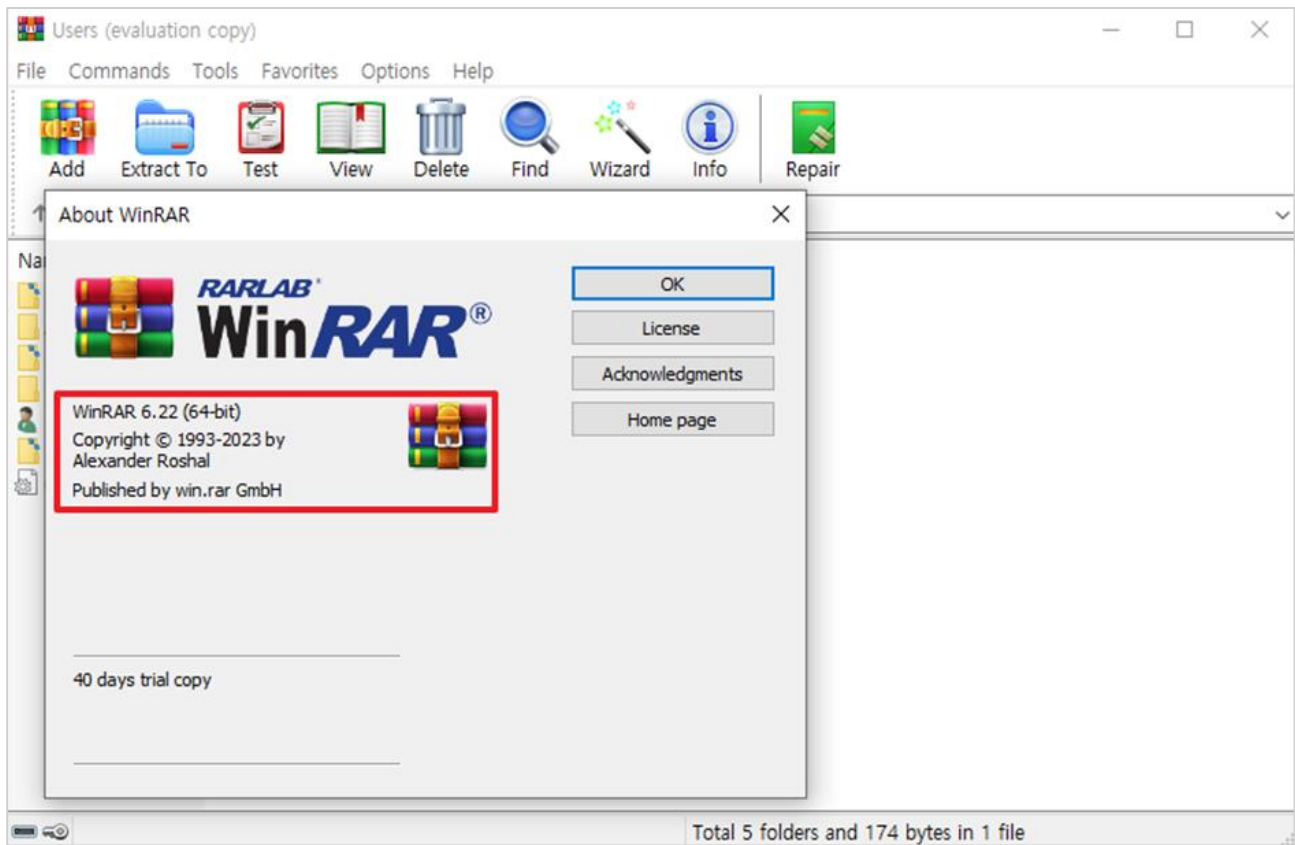 Users (evaluation copy)
File Commands Tools Favorites Options Help
Add Extract To Test View Delete Find Wizard Info Repair
About WinRAR
RARLAB®
WinRAR®
OK
License
Acknowledgments
Home page
WinRAR 6.22 (64-bit)
Copyright © 1993-2023 by
Alexander Roshal
Published by win.rar GmbH
40 days trial copy
Total 5 folders and 174 bytes in 1 file